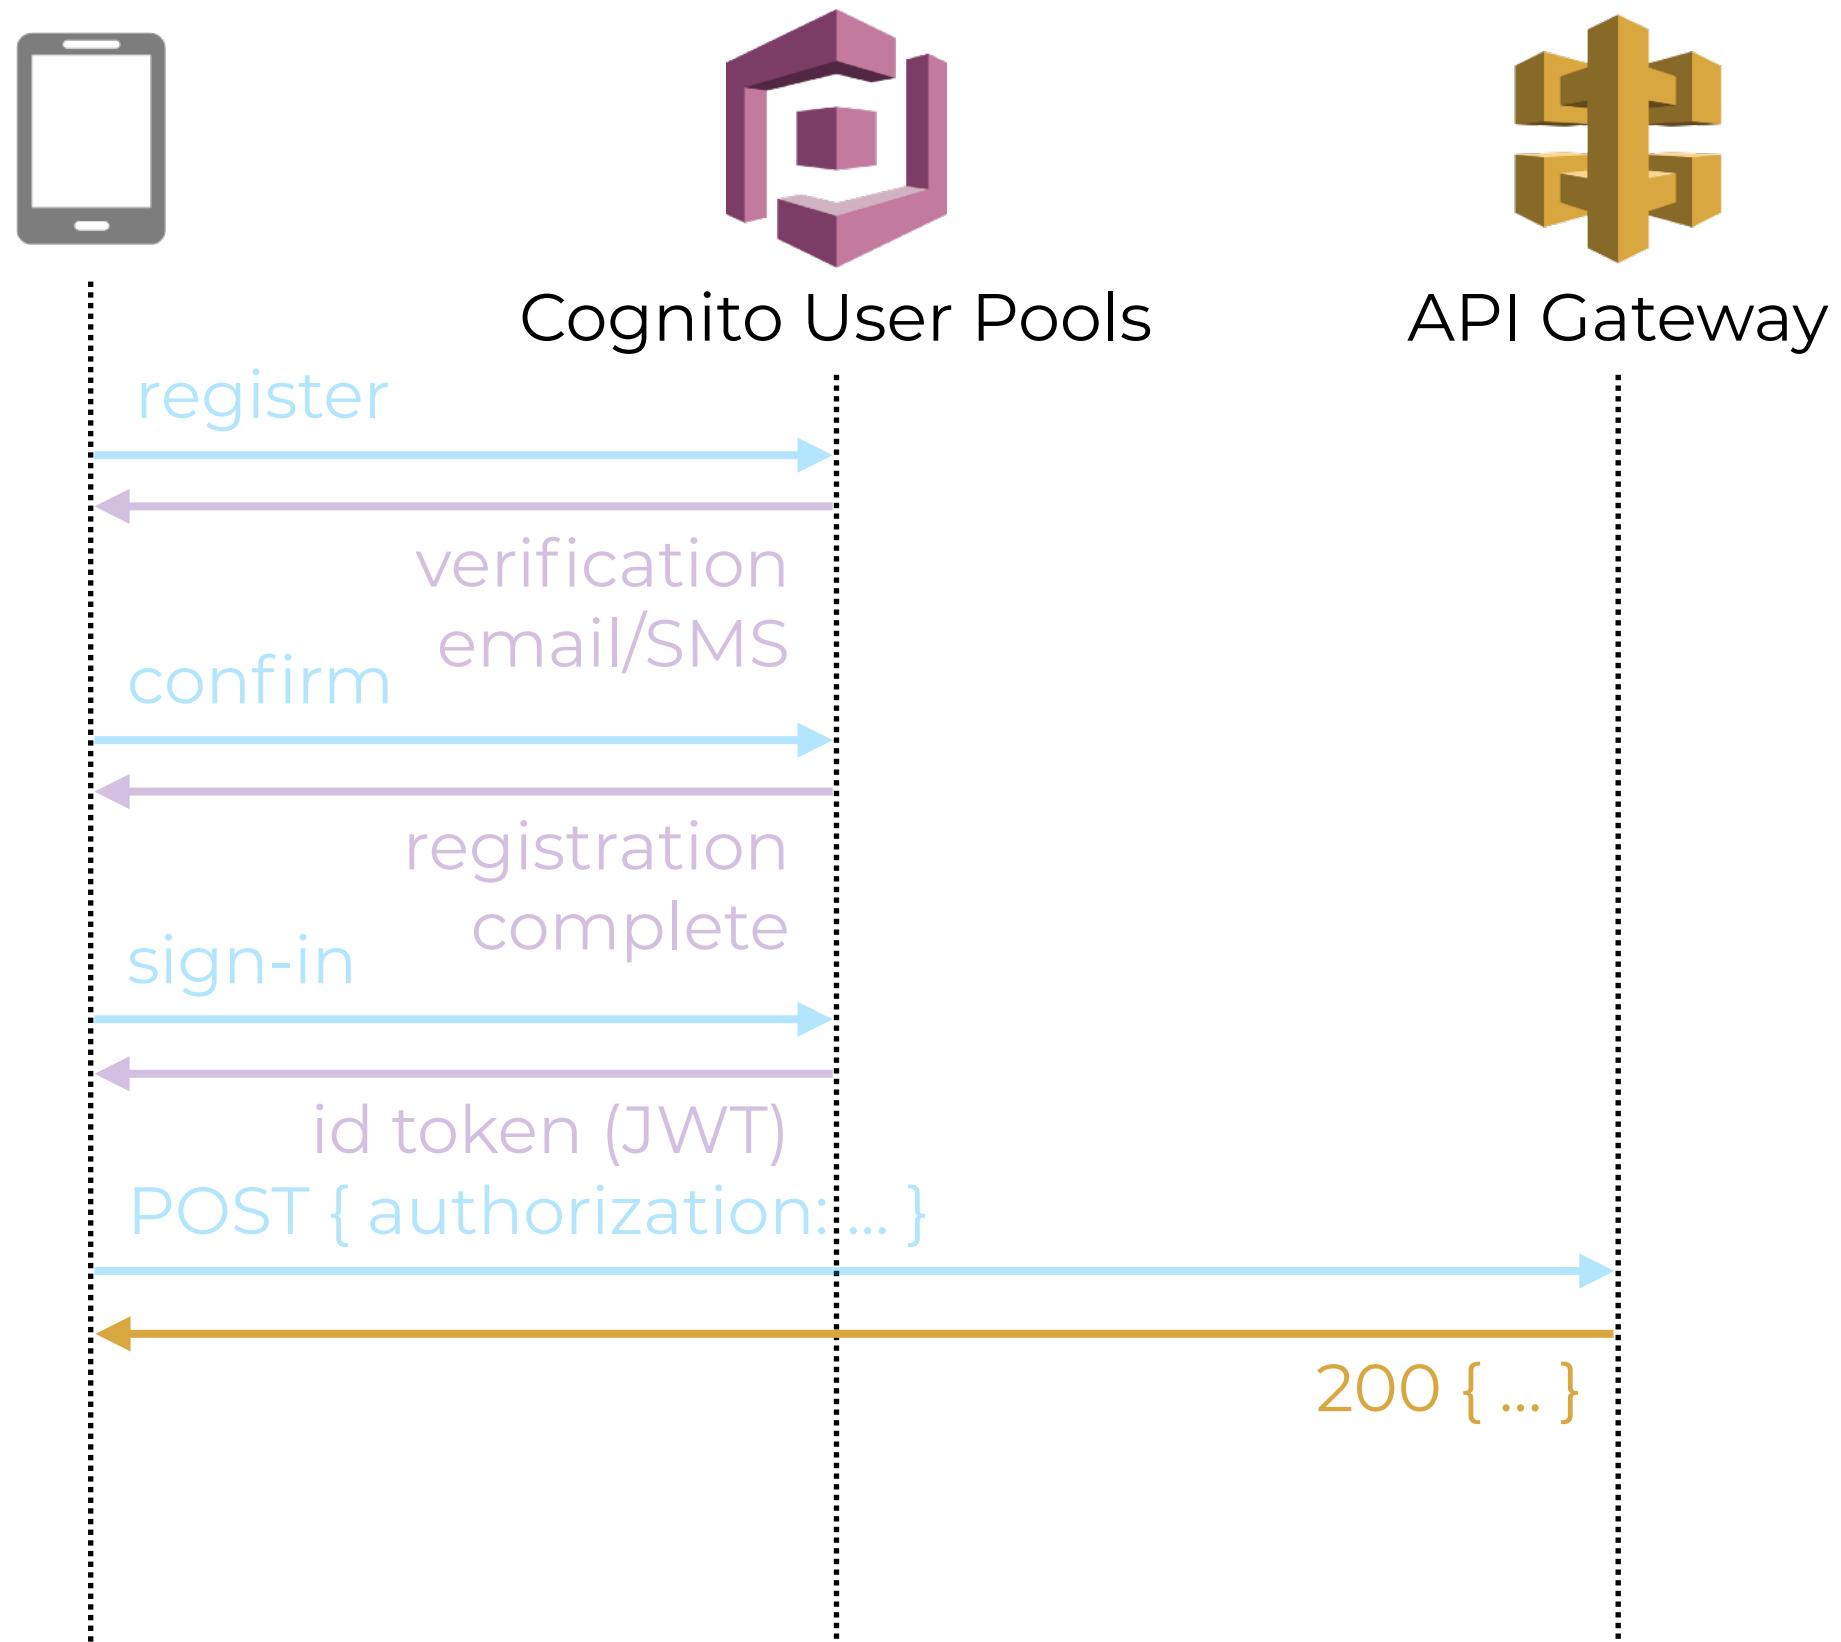 Cognito User Pools
API Gateway
register
verification
email/SMS
confirm
registration
complete
sign-in
id token (JWT)
POST { authorization: ... }
200 { ... }